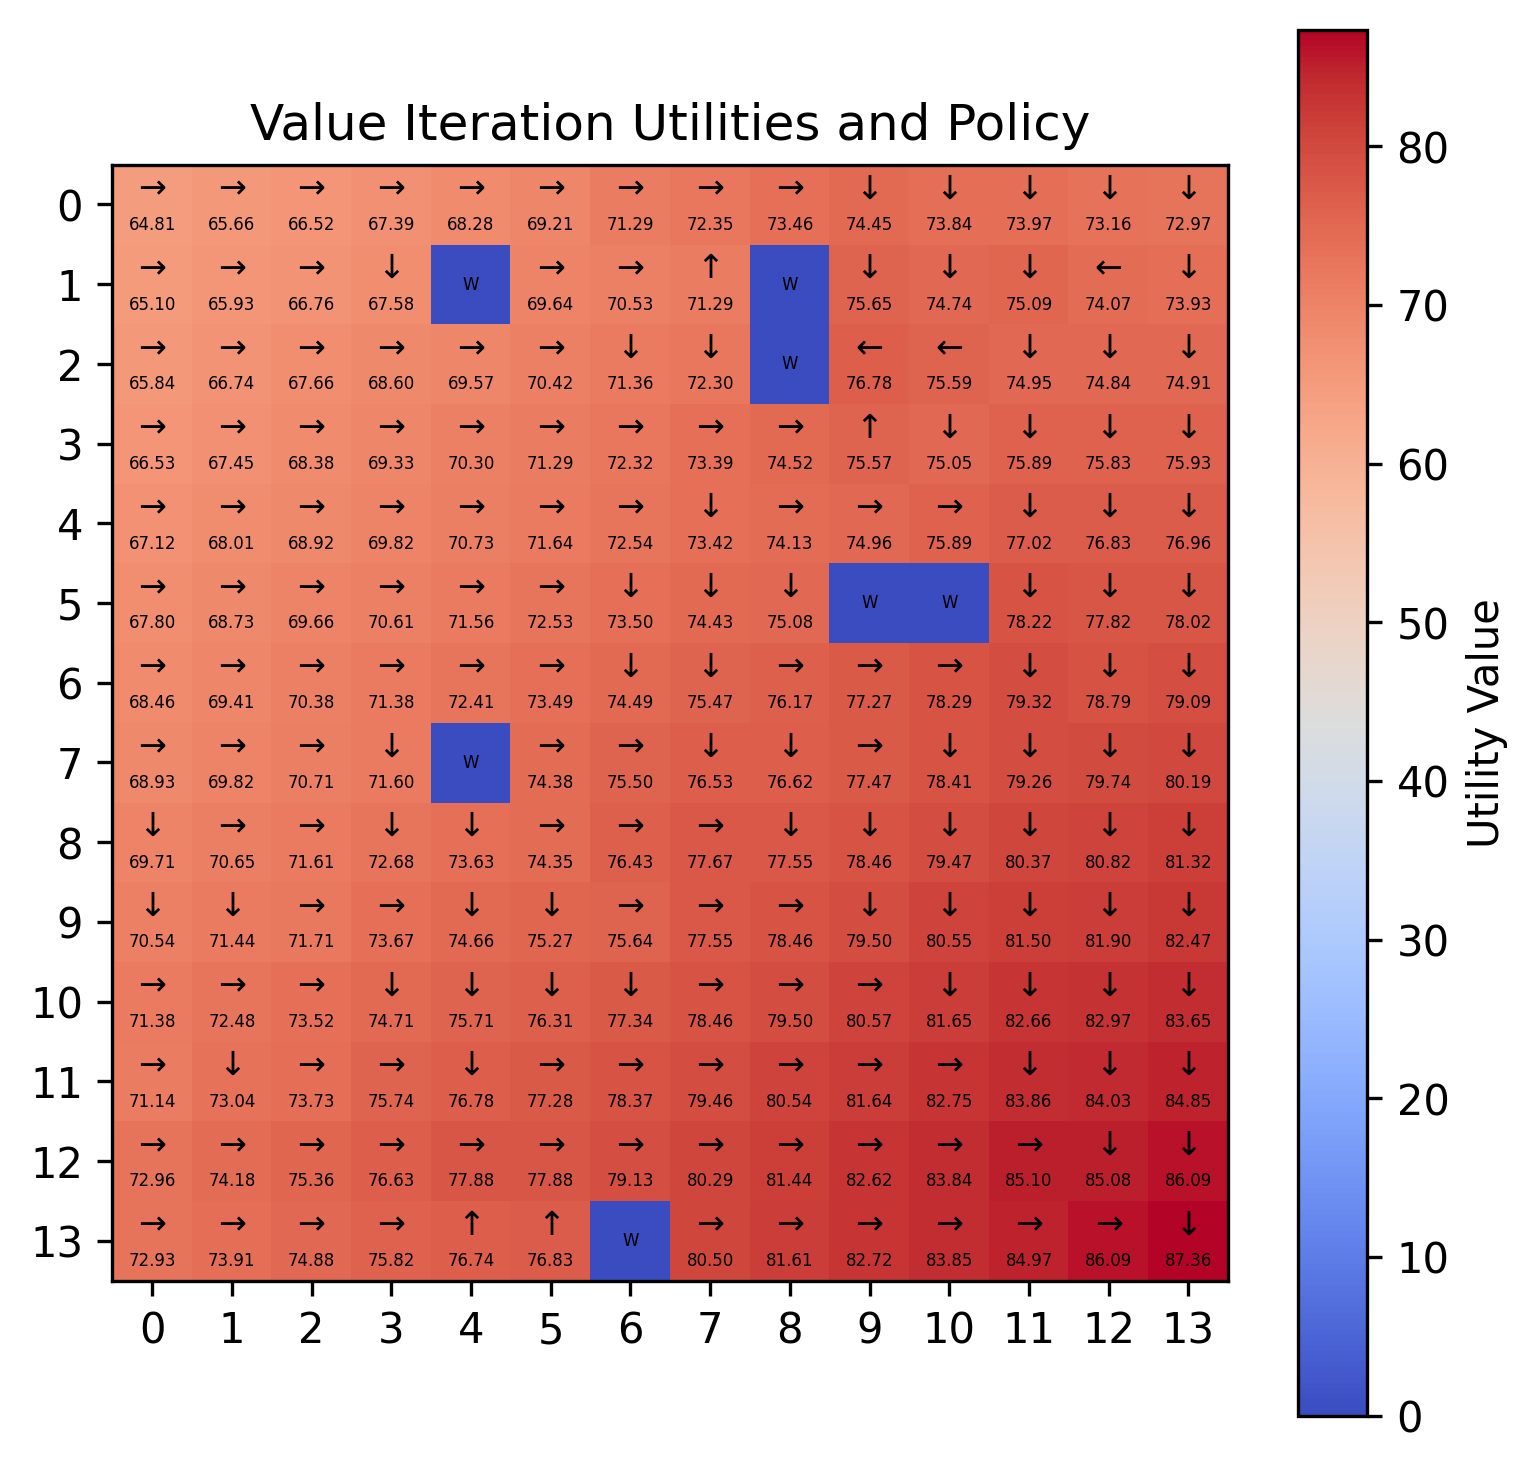 Value Iteration Utilities and Policy
0 → → → → → → → → → ↓ ↓ ↓ ↓ ↓
64.81 65.66 66.52 67.39 68.28 69.21 71.29 72.35 73.46 74.45 73.84 73.97 73.16 72.97
1 → → → ↓ W → → ↑ W ↓ ↓ ↓ ← ↓
65.10 65.93 66.76 67.58 69.64 70.53 71.29 75.65 74.74 75.09 74.07 73.93
2 → → → → → → ↓ ↓ W ← ← ↓ ↓ ↓
65.84 66.74 67.66 68.60 69.57 70.42 71.36 72.30 76.78 75.59 74.95 74.84 74.91
3 → → → → → → → → → ↑ ↓ ↓ ↓ ↓
66.53 67.45 68.38 69.33 70.30 71.29 72.32 73.39 74.52 75.57 75.05 75.89 75.83 75.93
4 → → → → → → → ↓ → → → ↓ ↓ ↓
67.12 68.01 68.92 69.82 70.73 71.64 72.54 73.42 74.13 74.96 75.89 77.02 76.83 76.96
5 → → → → → → ↓ ↓ ↓ W W ↓ ↓ ↓
67.80 68.73 69.66 70.61 71.56 72.53 73.50 74.43 75.08 78.22 77.82 78.02
6 → → → → → → ↓ ↓ → → → ↓ ↓ ↓
68.46 69.41 70.38 71.38 72.41 73.49 74.49 75.47 76.17 77.27 78.29 79.32 78.79 79.09
7 → → → ↓ W → → ↓ ↓ → ↓ ↓ ↓ ↓
68.93 69.82 70.71 71.60 74.38 75.50 76.53 76.62 77.47 78.41 79.26 79.74 80.19
8 ↓ → → ↓ ↓ → → → ↓ ↓ ↓ ↓ ↓ ↓
69.71 70.65 71.61 72.68 73.63 74.35 76.43 77.67 77.55 78.46 79.47 80.37 80.82 81.32
9 ↓ ↓ → → ↓ ↓ → → → ↓ ↓ ↓ ↓ ↓
70.54 71.44 71.71 73.67 74.66 75.27 75.64 77.55 78.46 79.50 80.55 81.50 81.90 82.47
10 → → → ↓ ↓ ↓ ↓ → → → ↓ ↓ ↓ ↓
71.38 72.48 73.52 74.71 75.71 76.31 77.34 78.46 79.50 80.57 81.65 82.66 82.97 83.65
11 → ↓ → → ↓ → → → → → → ↓ ↓ ↓
71.14 73.04 73.73 75.74 76.78 77.28 78.37 79.46 80.54 81.64 82.75 83.86 84.03 84.85
12 → → → → → → → → → → → → ↓ ↓
72.96 74.18 75.36 76.63 77.88 77.88 79.13 80.29 81.44 82.62 83.84 85.10 85.08 86.09
13 → → → → ↑ ↑ W → → → → → → ↓
72.93 73.91 74.88 75.82 76.74 76.83 80.50 81.61 82.72 83.85 84.97 86.09 87.36
0 1 2 3 4 5 6 7 8 9 10 11 12 13
80
70
60
50
40
30
20
10
0
Utility Value